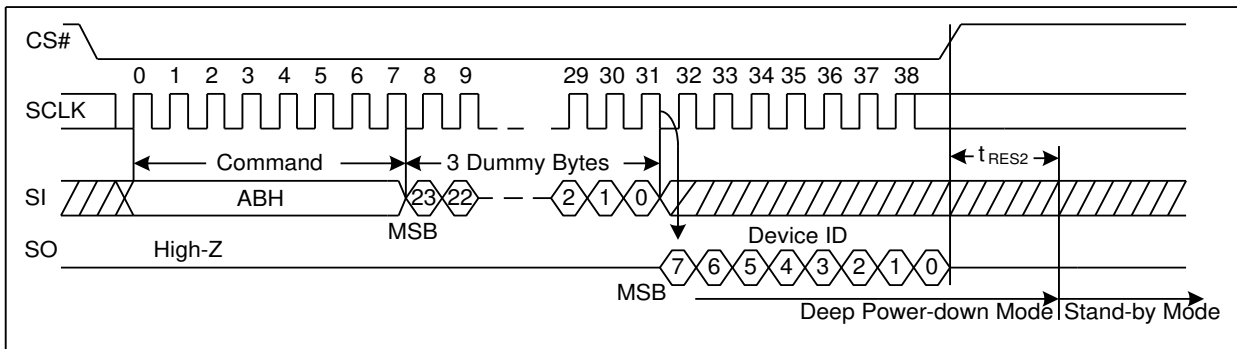 CS#
0 1 2 3 4 5 6 7 8 9 29 30 31 32 33 34 35 36 37 38
SCLK
Command 3 Dummy Bytes tRES2
SI ABH 23 22 2 1 0
MSB
SO High-Z Device ID
7 6 5 4 3 2 1 0
MSB
Deep Power-down Mode Stand-by Mode